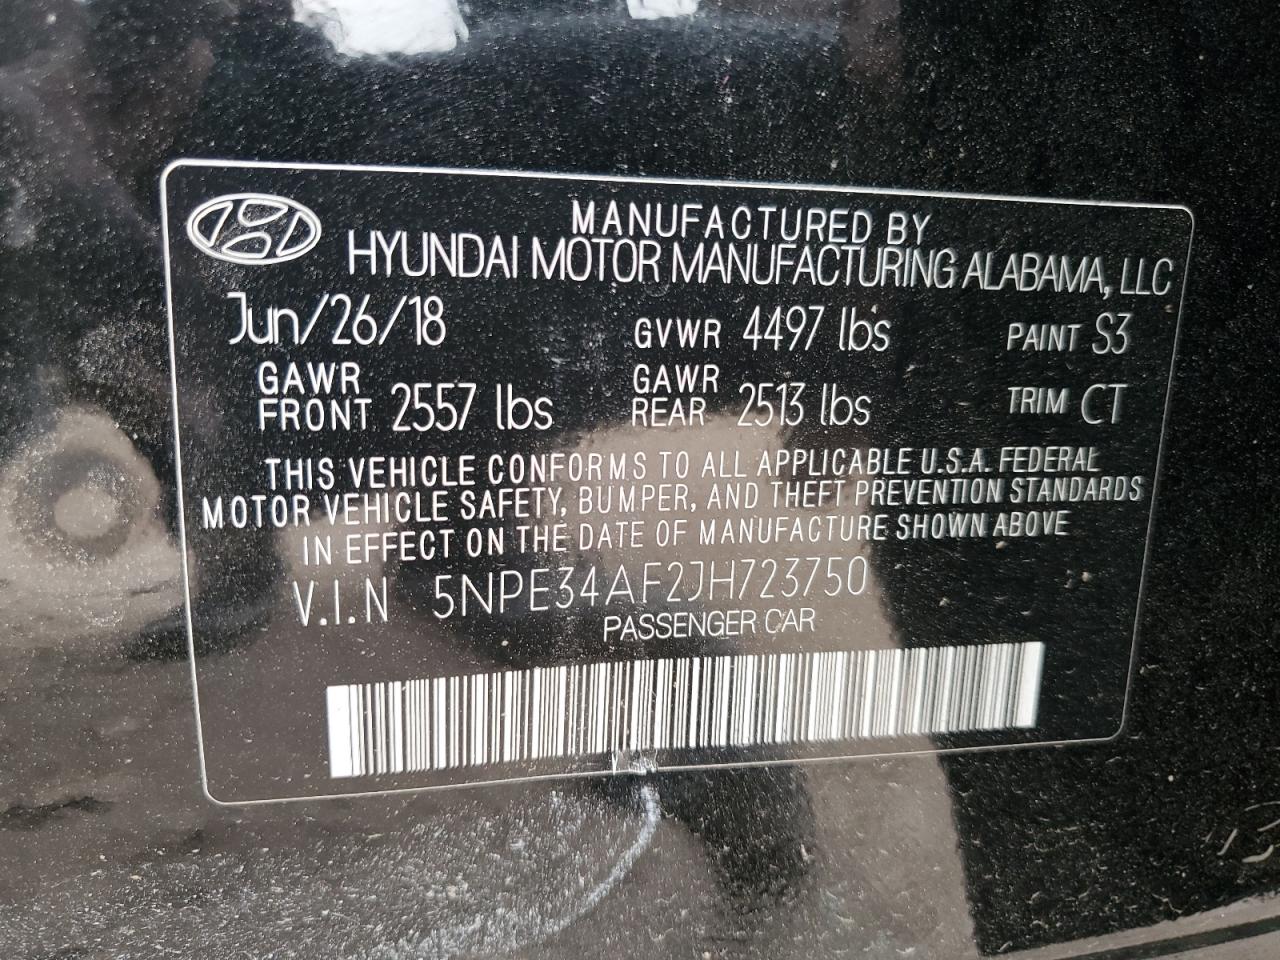 MANUFACTURED BY
HYUNDAI MOTOR MANUFACTURING ALABAMA, LLC
Jun/26/18 GVWR 4497 lbs PAINT S3
GAWR FRONT 2557 lbs GAWR REAR 2513 lbs TRIM CT
THIS VEHICLE CONFORMS TO ALL APPLICABLE U.S.A. FEDERAL
MOTOR VEHICLE SAFETY, BUMPER, AND THEFT PREVENTION STANDARDS
IN EFFECT ON THE DATE OF MANUFACTURE SHOWN ABOVE
V.I.N 5NPE34AF2JH723750
PASSENGER CAR